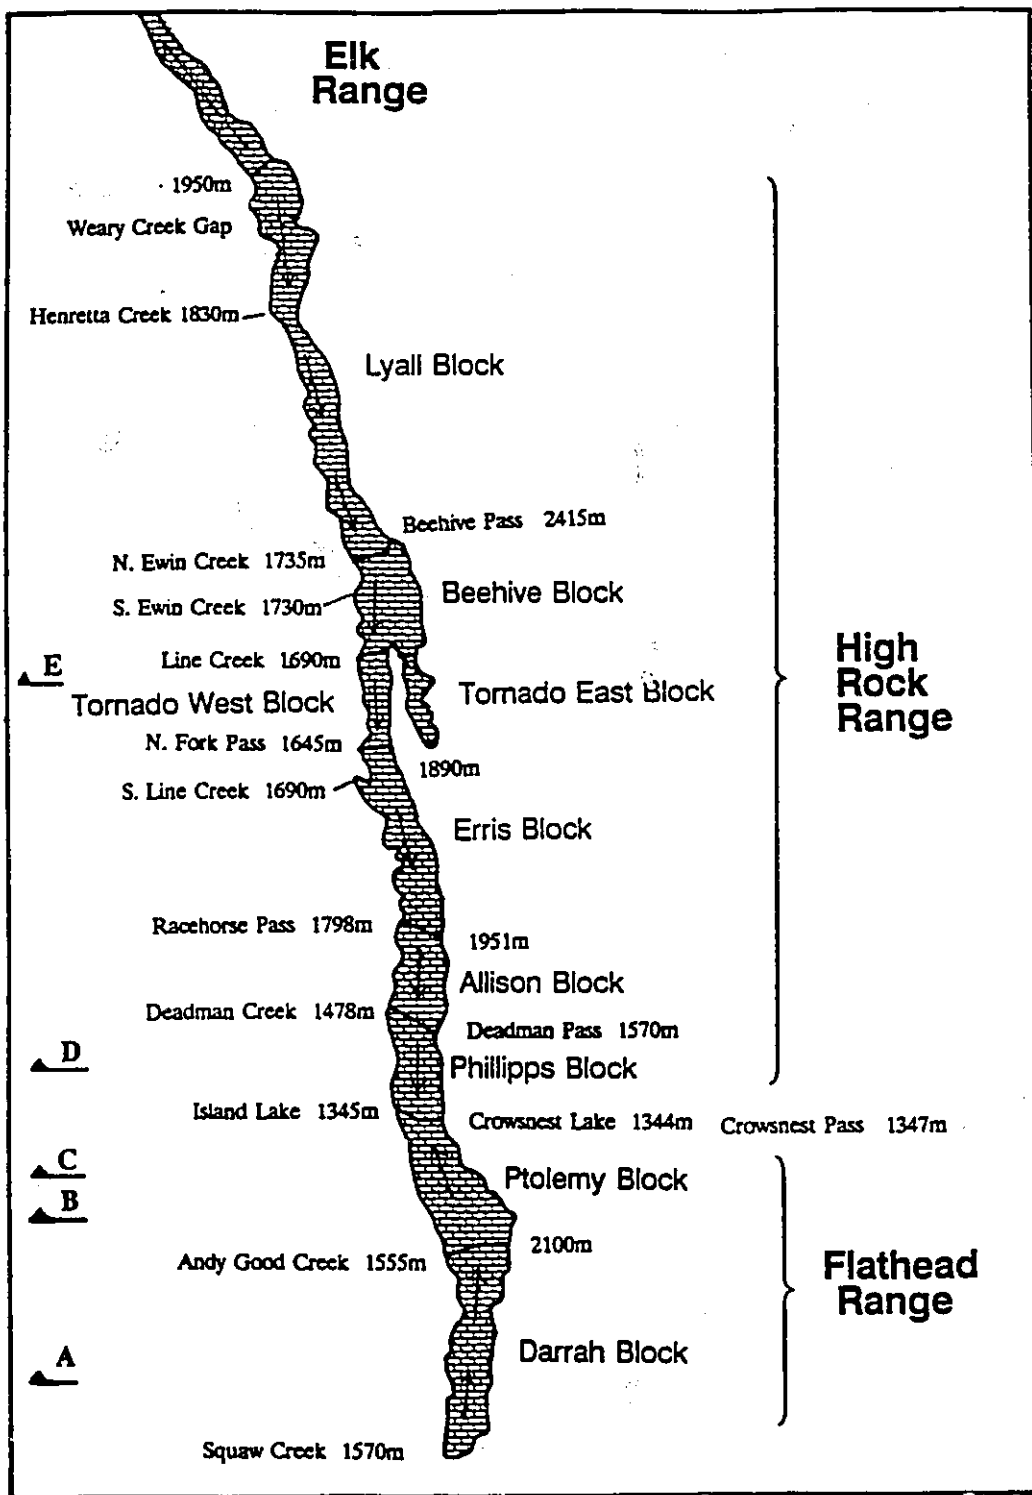 Elk
Range
1950m
Weary Creek Gap
Henretta Creek 1830m
Lyall Block
Beehive Pass 2415m
N. Ewin Creek 1735m
S. Ewin Creek 1730m
Beehive Block
Line Creek 1690m
E
Tornado West Block
Tornado East Block
High
Rock
Range
N. Fork Pass 1645m
1890m
S. Line Creek 1690m
Erris Block
Racehorse Pass 1798m
1951m
Allison Block
Deadman Creek 1478m
Deadman Pass 1570m
D
Phillipps Block
Island Lake 1345m
Crowsnest Lake 1344m
Crowsnest Pass 1347m
C
Ptolemy Block
B
2100m
Andy Good Creek 1555m
Flathead
Range
Darrah Block
A
Squaw Creek 1570m